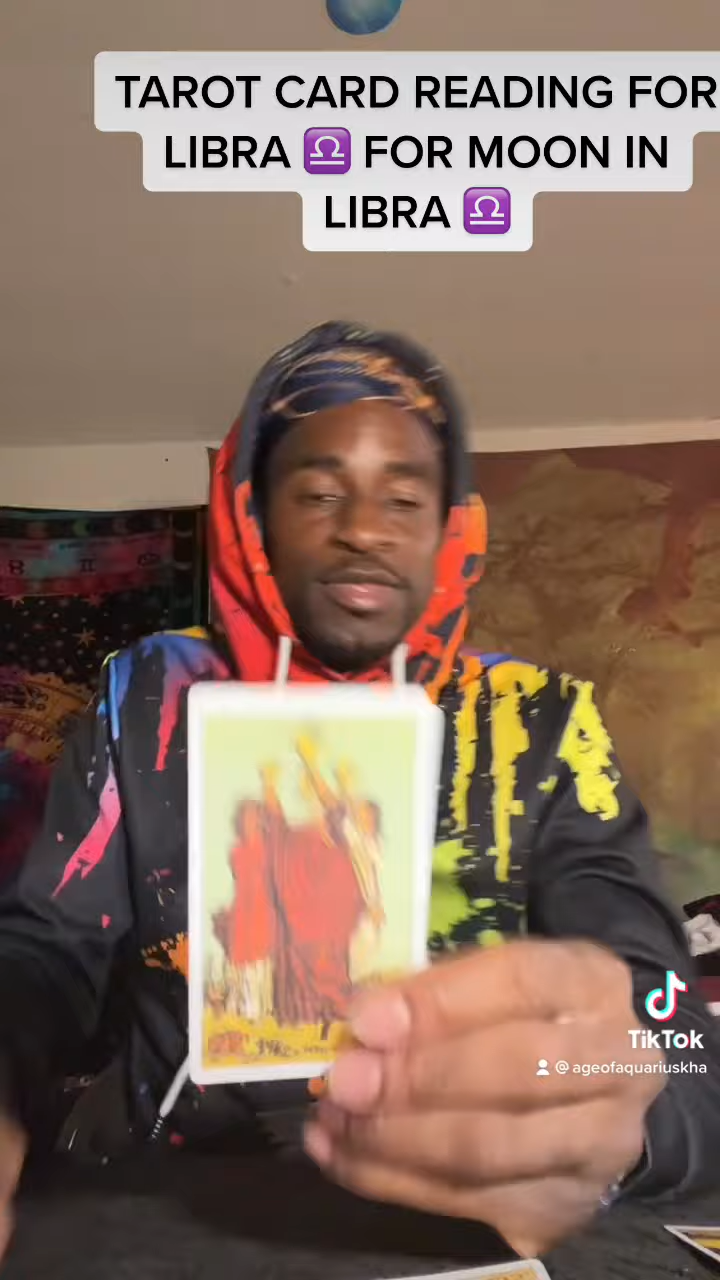 TAROT CARD READING FOR
LIBRA ♎ FOR MOON IN
LIBRA ♎
TikTok
@ageofaquariuskha